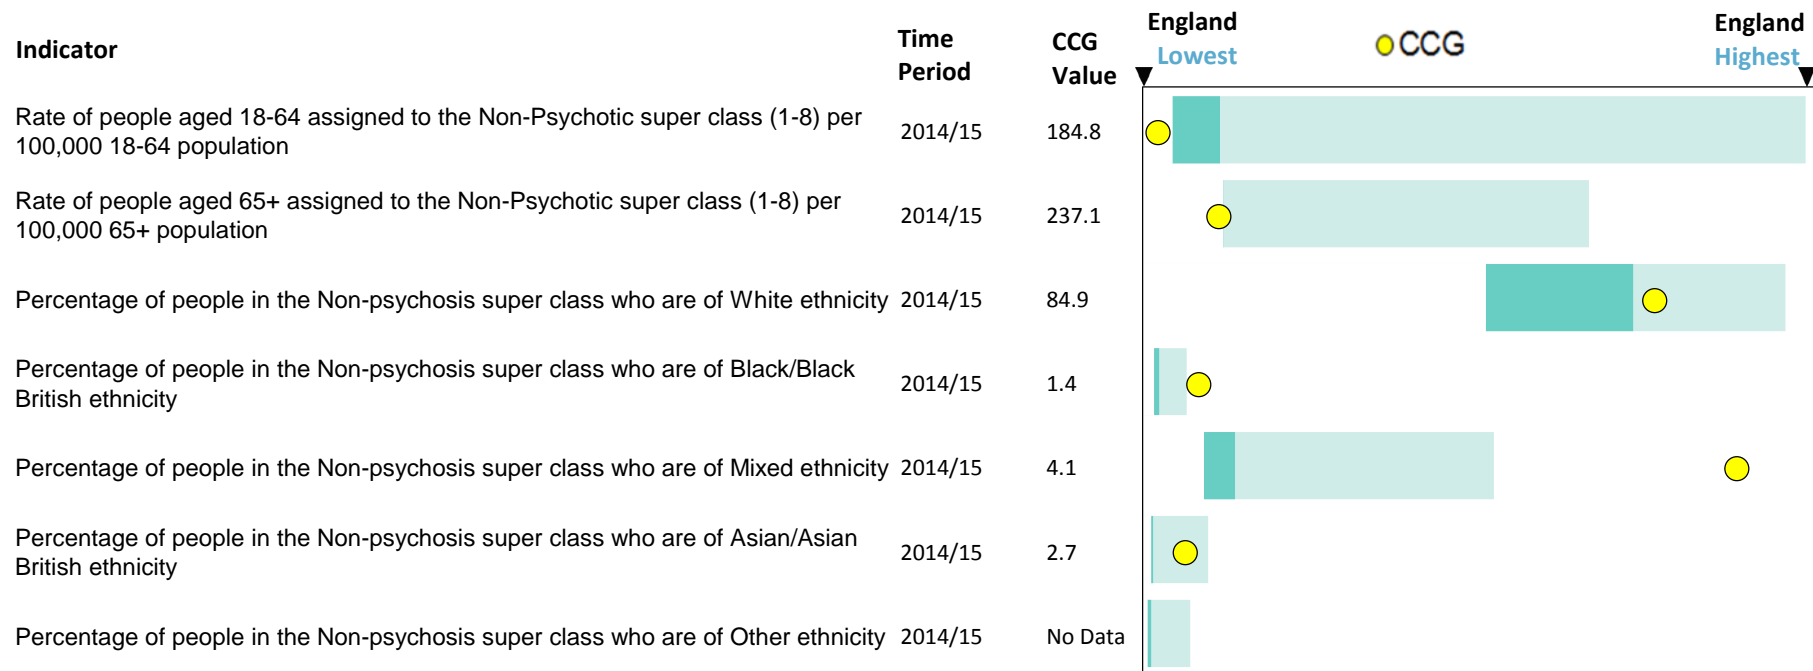 Indicator
Time Period
CCG Value
England Lowest
CCG
England Highest
Rate of people aged 18-64 assigned to the Non-Psychotic super class (1-8) per
100,000 18-64 population
2014/15
184.8
Rate of people aged 65+ assigned to the Non-Psychotic super class (1-8) per
100,000 65+ population
2014/15
237.1
Percentage of people in the Non-psychosis super class who are of White ethnicity
2014/15
84.9
Percentage of people in the Non-psychosis super class who are of Black/Black
British ethnicity
2014/15
1.4
Percentage of people in the Non-psychosis super class who are of Mixed ethnicity
2014/15
4.1
Percentage of people in the Non-psychosis super class who are of Asian/Asian
British ethnicity
2014/15
2.7
Percentage of people in the Non-psychosis super class who are of Other ethnicity
2014/15
No Data